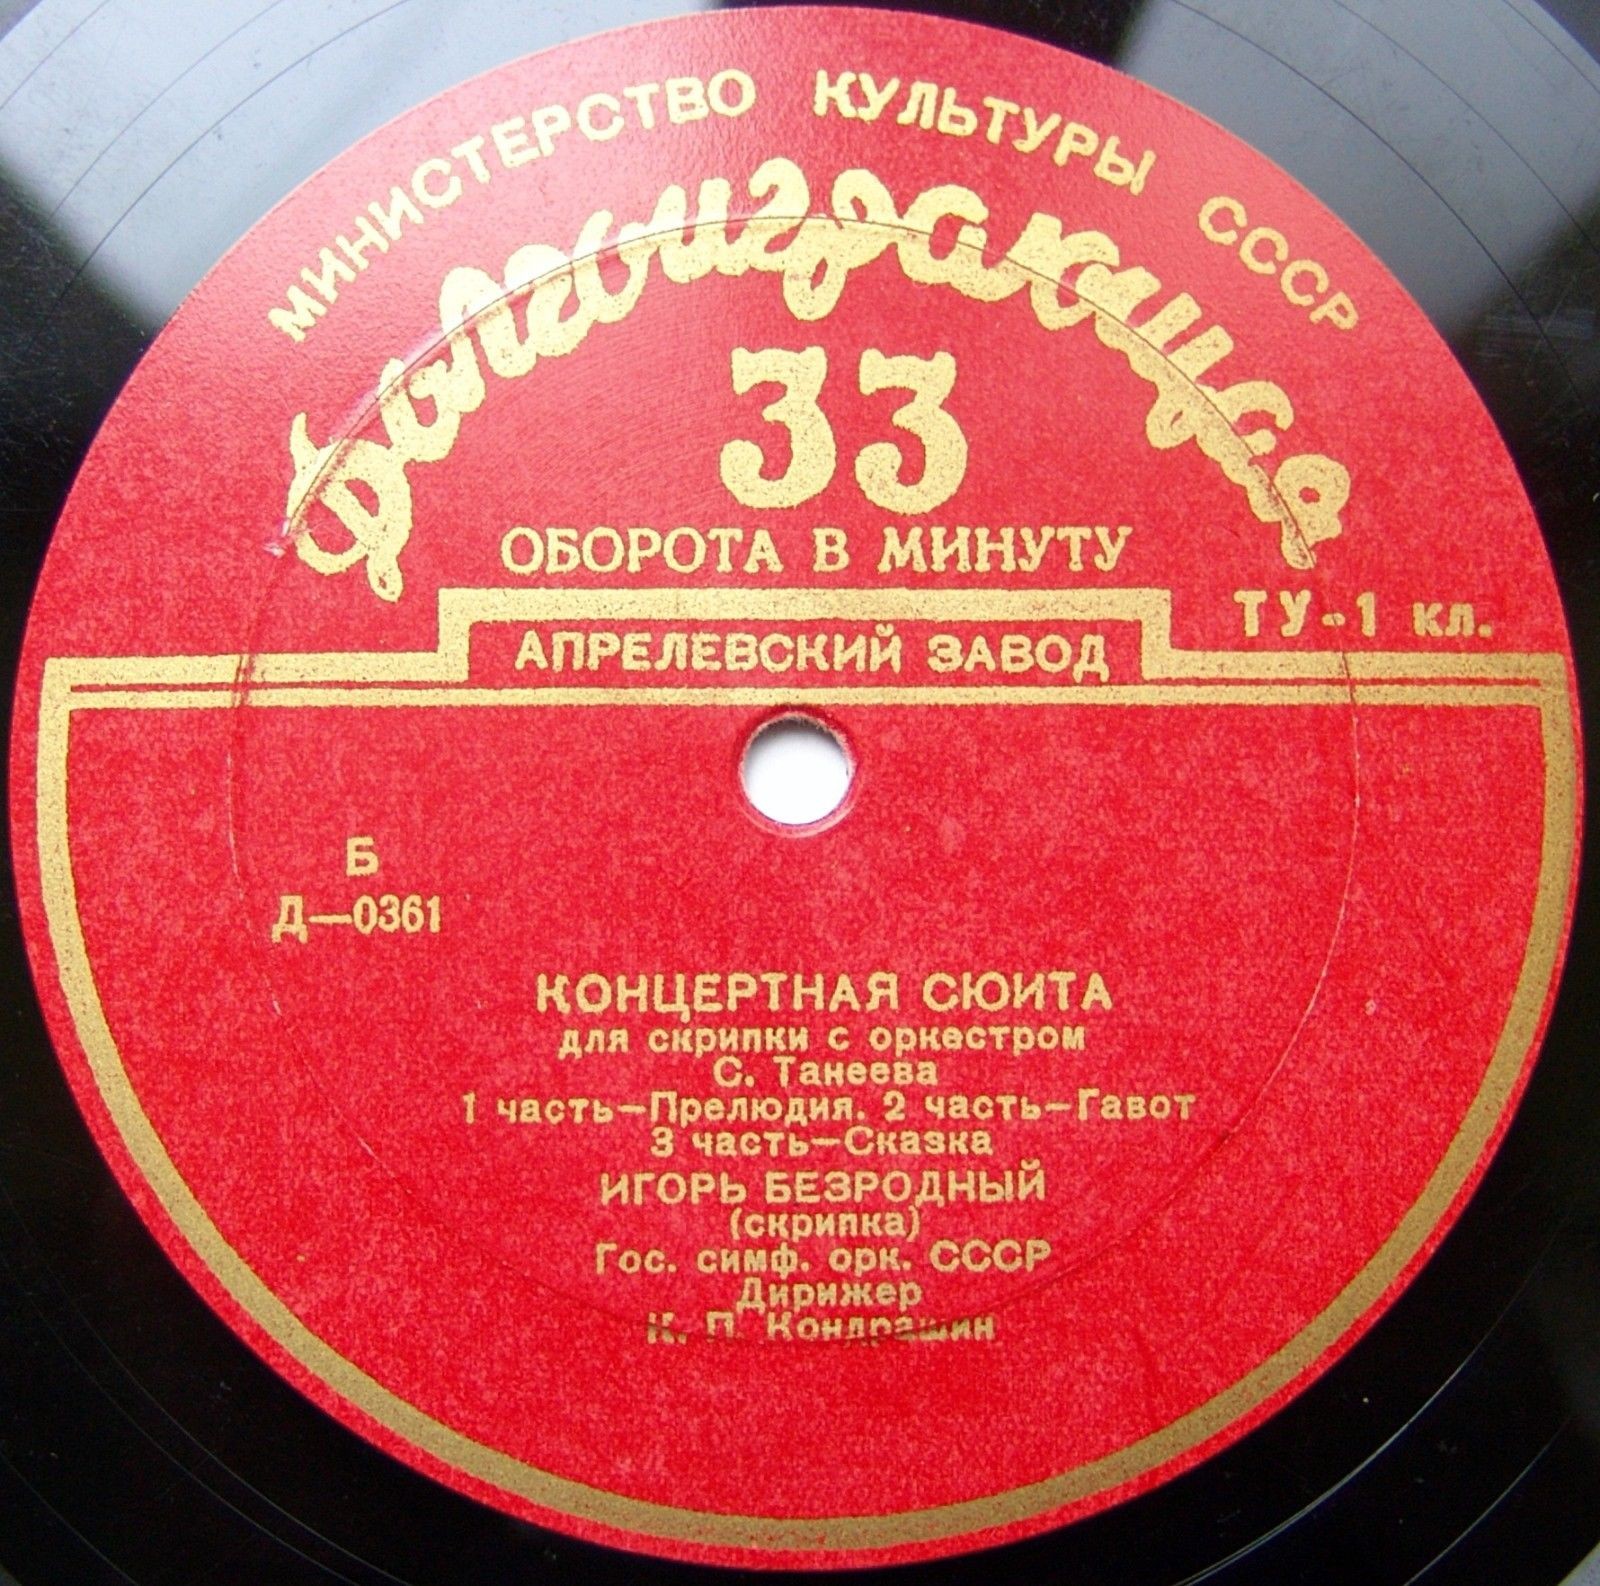 МИНИСТЕРСТВО КУЛЬТУРЫ СССР
Долгоиграющая
33
ОБОРОТА В МИНУТУ
ТУ-1 кл.
АПРЕЛЕВСКИЙ ЗАВОД
Б
Д—0361
КОНЦЕРТНАЯ СЮИТА
для скрипки с оркестром
С. Танеева
1 часть—Прелюдия. 2 часть—Гавот
3 часть—Сказка
ИГОРЬ БЕЗРОДНЫЙ
(скрипка)
Гос. симф. орк. СССР
Дирижер
К. П. Кондрашин